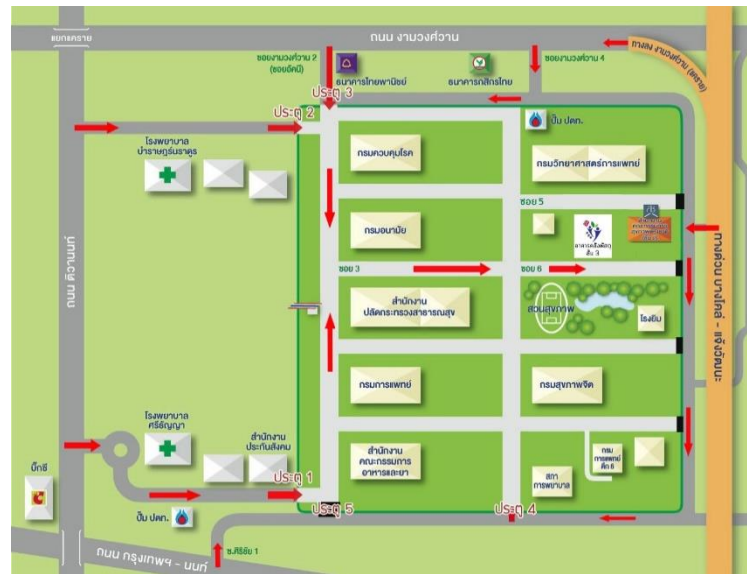 แยกแคราย
ถนน งามวงศ์วาน
ซอยงามวงศ์วาน 2
(ซอยอัคนี)
ธนาคารไทยพาณิชย์
ธนาคารกสิกรไทย
ซอยงามวงศ์วาน 4
ทางลง งามวงศ์วาน (แคราย)
ประตู 3
ประตู 2
ปั๊ม ปตท.
โรงพยาบาล
บำราศนราดูร
กรมควบคุมโรค
กรมวิทยาศาสตร์การแพทย์
ซอย 5
กรมอนามัย
อาคารคลังพัสดุ
ชั้น 3
ซอย 3
ซอย 6
ถนน ติวานนท์
ทางด่วน บางโคล่ - แจ้งวัฒนะ
สำนักงาน
ปลัดกระทรวงสาธารณสุข
สวนสุขภาพ
โรงยิม
กรมการแพทย์
กรมสุขภาพจิต
โรงพยาบาล
ศรีธัญญา
สำนักงาน
ประกันสังคม
บิ๊กซี
สำนักงาน
คณะกรรมการ
อาหารและยา
กรม
การแพทย์
ตึก 6
สภา
การพยาบาล
ประตู 1
ประตู 5
ประตู 4
ปั๊ม ปตท.
ถนน กรุงเทพฯ - นนท์
ซ.ศิริชัย 1